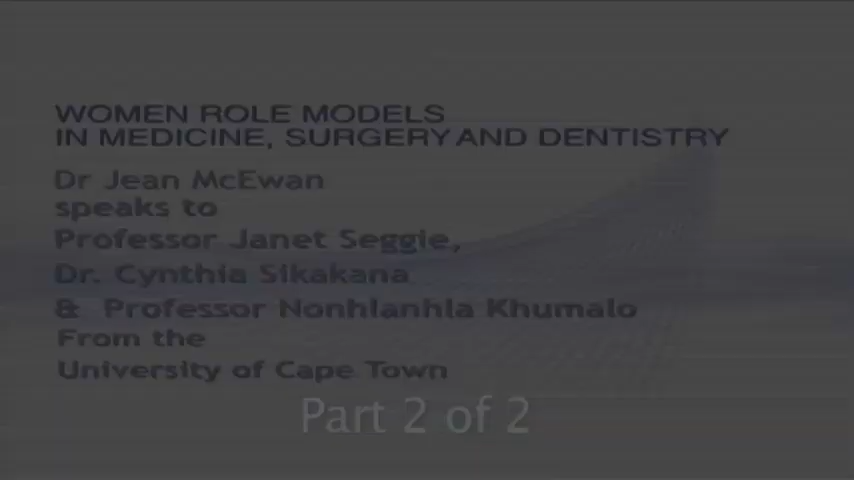 WOMEN ROLE MODELS
IN MEDICINE, SURGERY AND DENTISTRY
Dr Jean McEwan
speaks to
Professor Janet Seggie,
Dr. Cynthia Sikakana
& Professor Nonhlanhla Khumalo
From the
University of Cape Town
Part 2 of 2